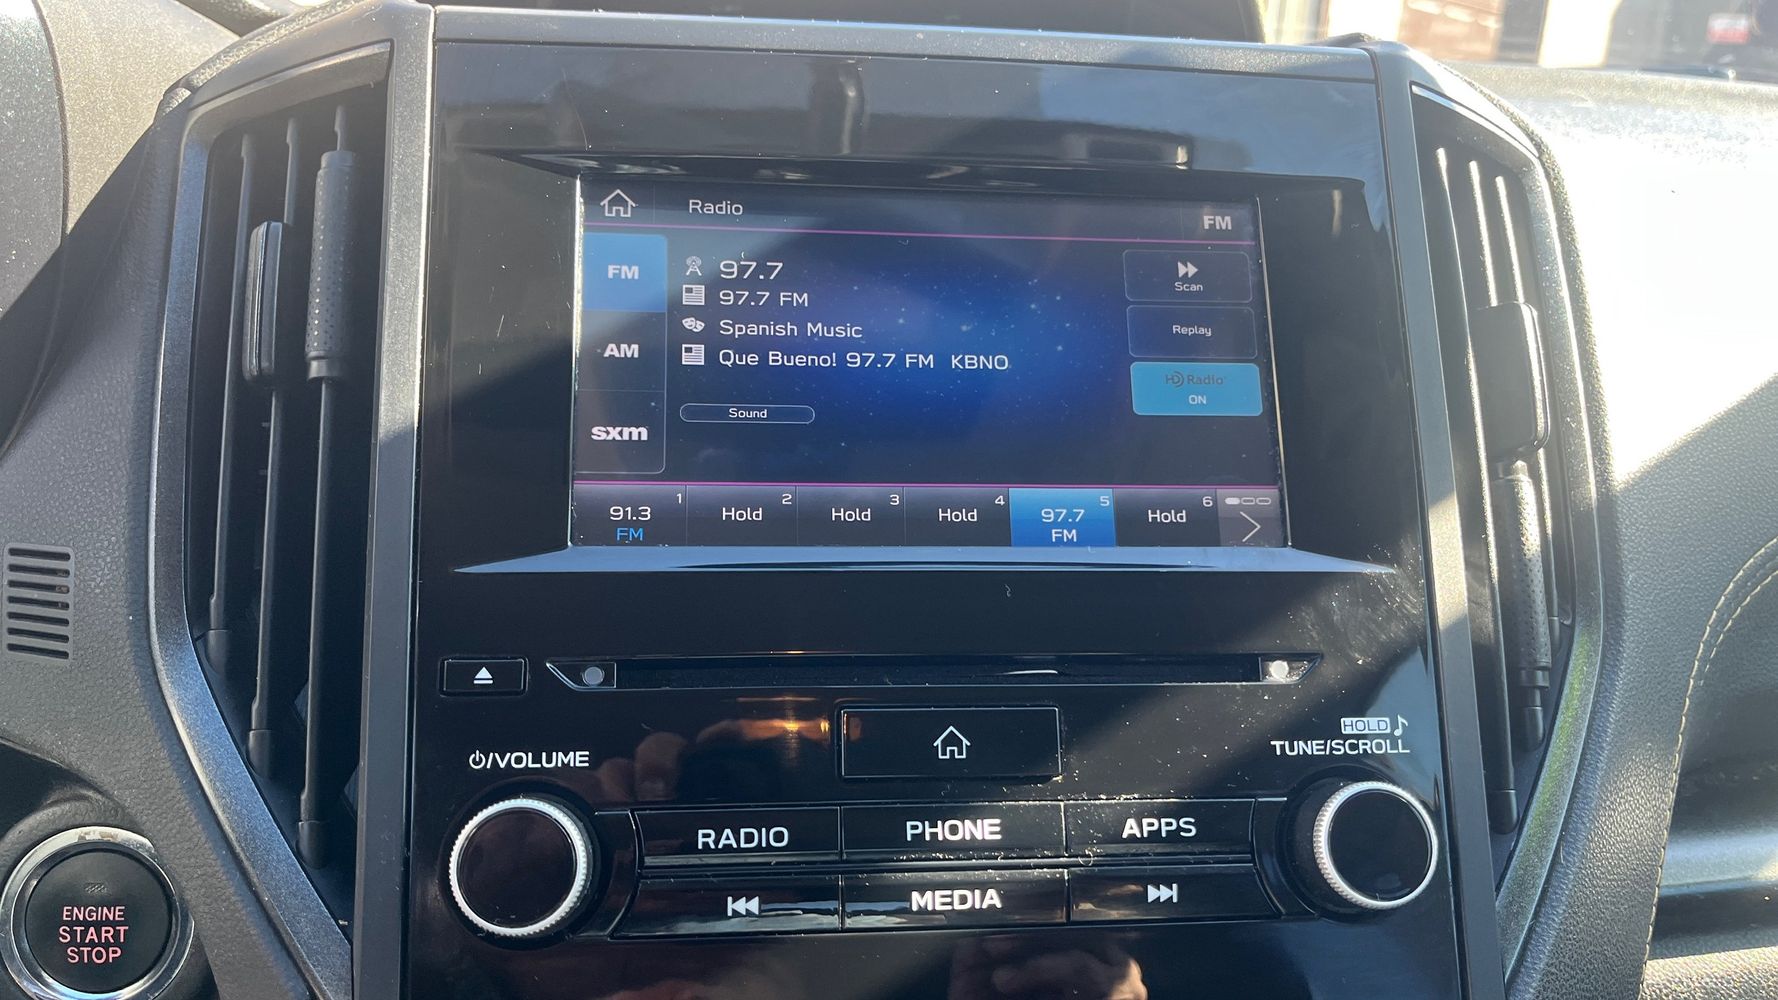 Radio
FM
FM
97.7
97.7 FM
Spanish Music
Que Bueno! 97.7 FM KBNO
AM
sxm
Sound
Scan
Replay
HD Radio
ON
1
91.3
FM
2
Hold
3
Hold
4
Hold
5
97.7
FM
6
Hold
/VOLUME
HOLD
TUNE/SCROLL
RADIO
PHONE
APPS
MEDIA
ENGINE
START
STOP